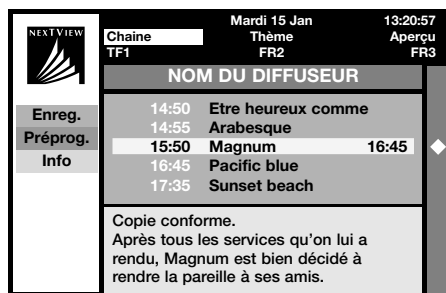 NEXTVIEW
Mardi 15 Jan 13:20:57
Chaine Thème Aperçu
TF1 FR2 FR3
NOM DU DIFFUSEUR
Enreg.
Préprog.
Info
14:50 Etre heureux comme
14:55 Arabesque
15:50 Magnum 16:45
16:45 Pacific blue
17:35 Sunset beach
Copie conforme.
Après tous les services qu'on lui a
rendu, Magnum est bien décidé à
rendre la pareille à ses amis.